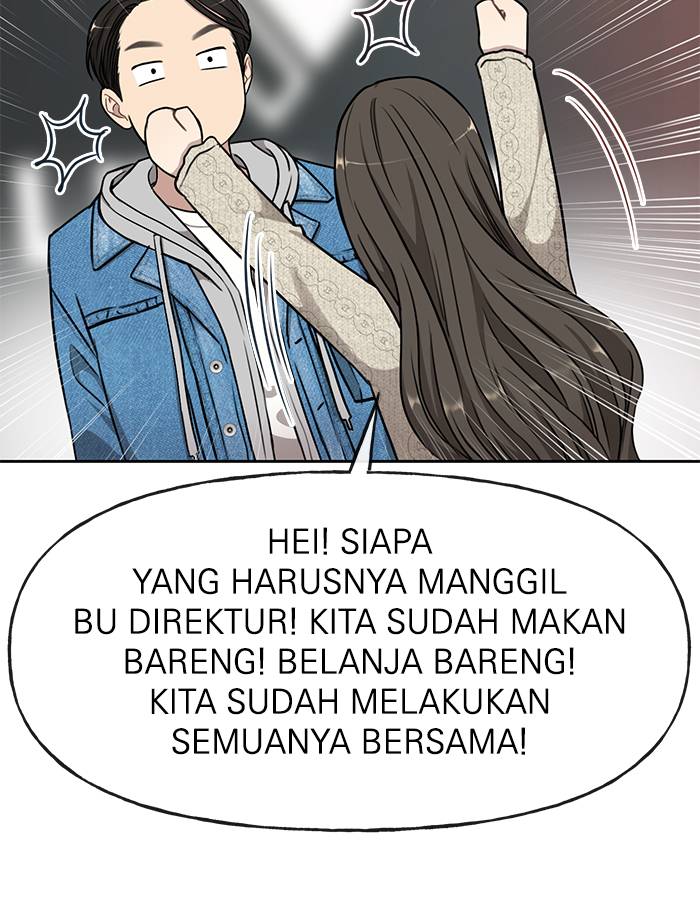 HEI! SIAPA
YANG HARUSNYA MANGGIL
BU DIREKTUR! KITA SUDAH MAKAN
BARENG! BELANJA BARENG!
KITA SUDAH MELAKUKAN
SEMUANYA BERSAMA!